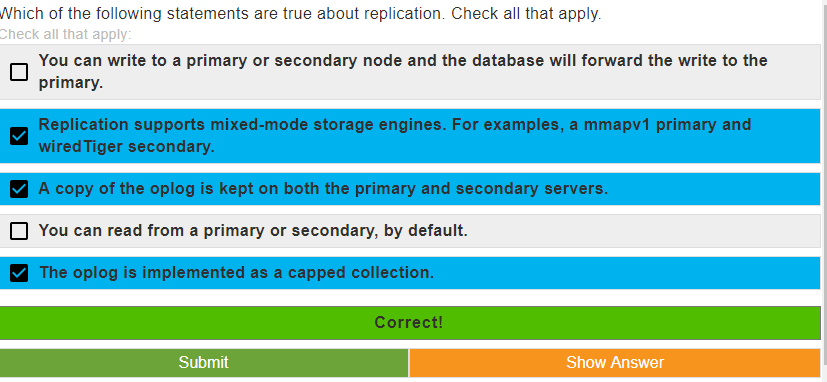 Which of the following statements are true about replication. Check all that apply.
Check all that apply:
You can write to a primary or secondary node and the database will forward the write to the
primary.
Replication supports mixed-mode storage engines. For examples, a mmapv1 primary and
wiredTiger secondary.
A copy of the oplog is kept on both the primary and secondary servers.
You can read from a primary or secondary, by default.
The oplog is implemented as a capped collection.
Correct!
Submit
Show Answer